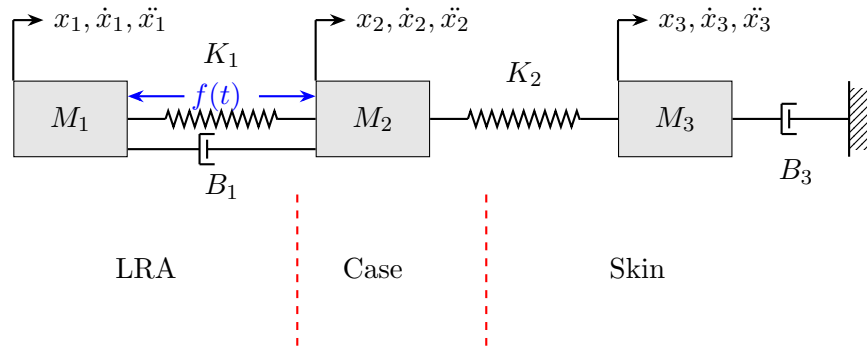 x₁, ẋ₁, ẍ₁ x₂, ẋ₂, ẍ₂ x₃, ẋ₃, ẍ₃
K₁ K₂
f(t)
M₁ M₂ M₃
B₁ B₃
LRA Case Skin